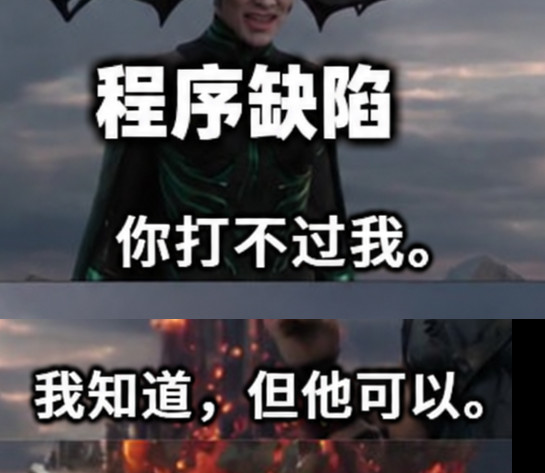 程序缺陷
你打不过我。
我知道，但他可以。